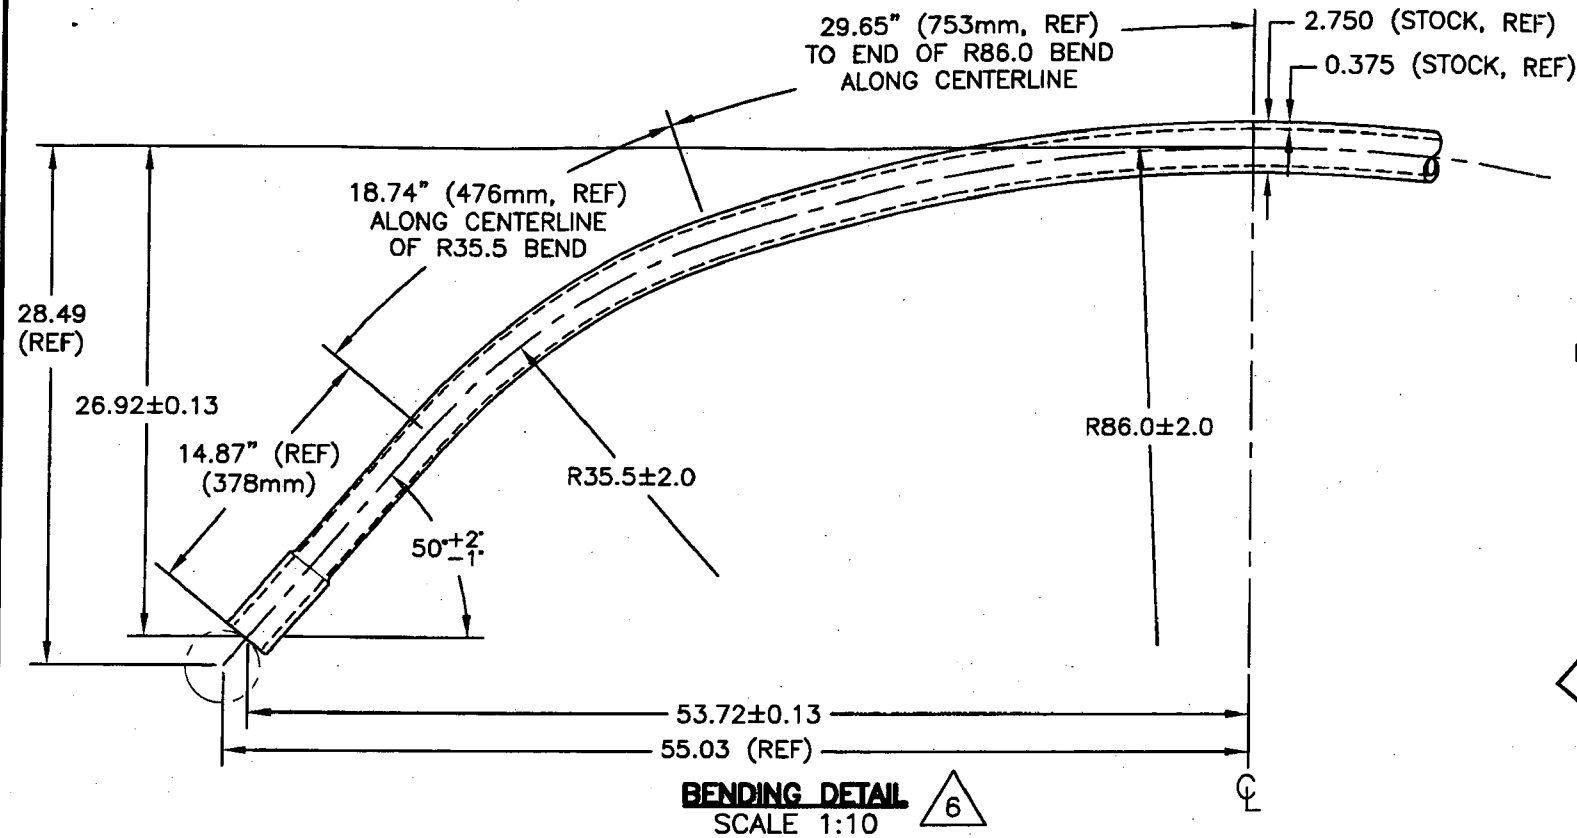 29.65" (753mm, REF)
TO END OF R86.0 BEND
ALONG CENTERLINE
2.750 (STOCK, REF)
0.375 (STOCK, REF)
18.74" (476mm, REF)
ALONG CENTERLINE
OF R35.5 BEND
28.49
(REF)
26.92±0.13
14.87" (REF)
(378mm)
R35.5±2.0
R86.0±2.0
50°+2°
-1°
53.72±0.13
55.03 (REF)
BENDING DETAIL
6
SCALE 1:10
℄